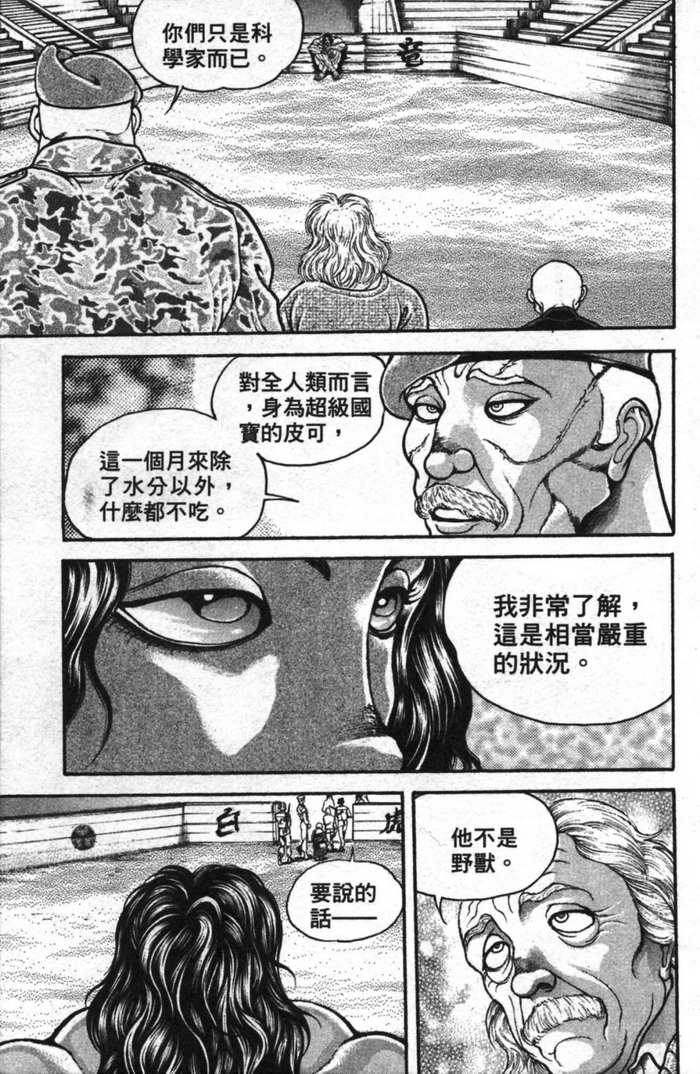 你們只是科
學家而已。
竜
對全人類而言
，身為超級國
寶的皮可，
這一個月來除
了水分以外，
什麼都不吃。
我非常了解，
這是相當嚴重
的狀況。
他不是
野獸。
白
虎
要說的
話——